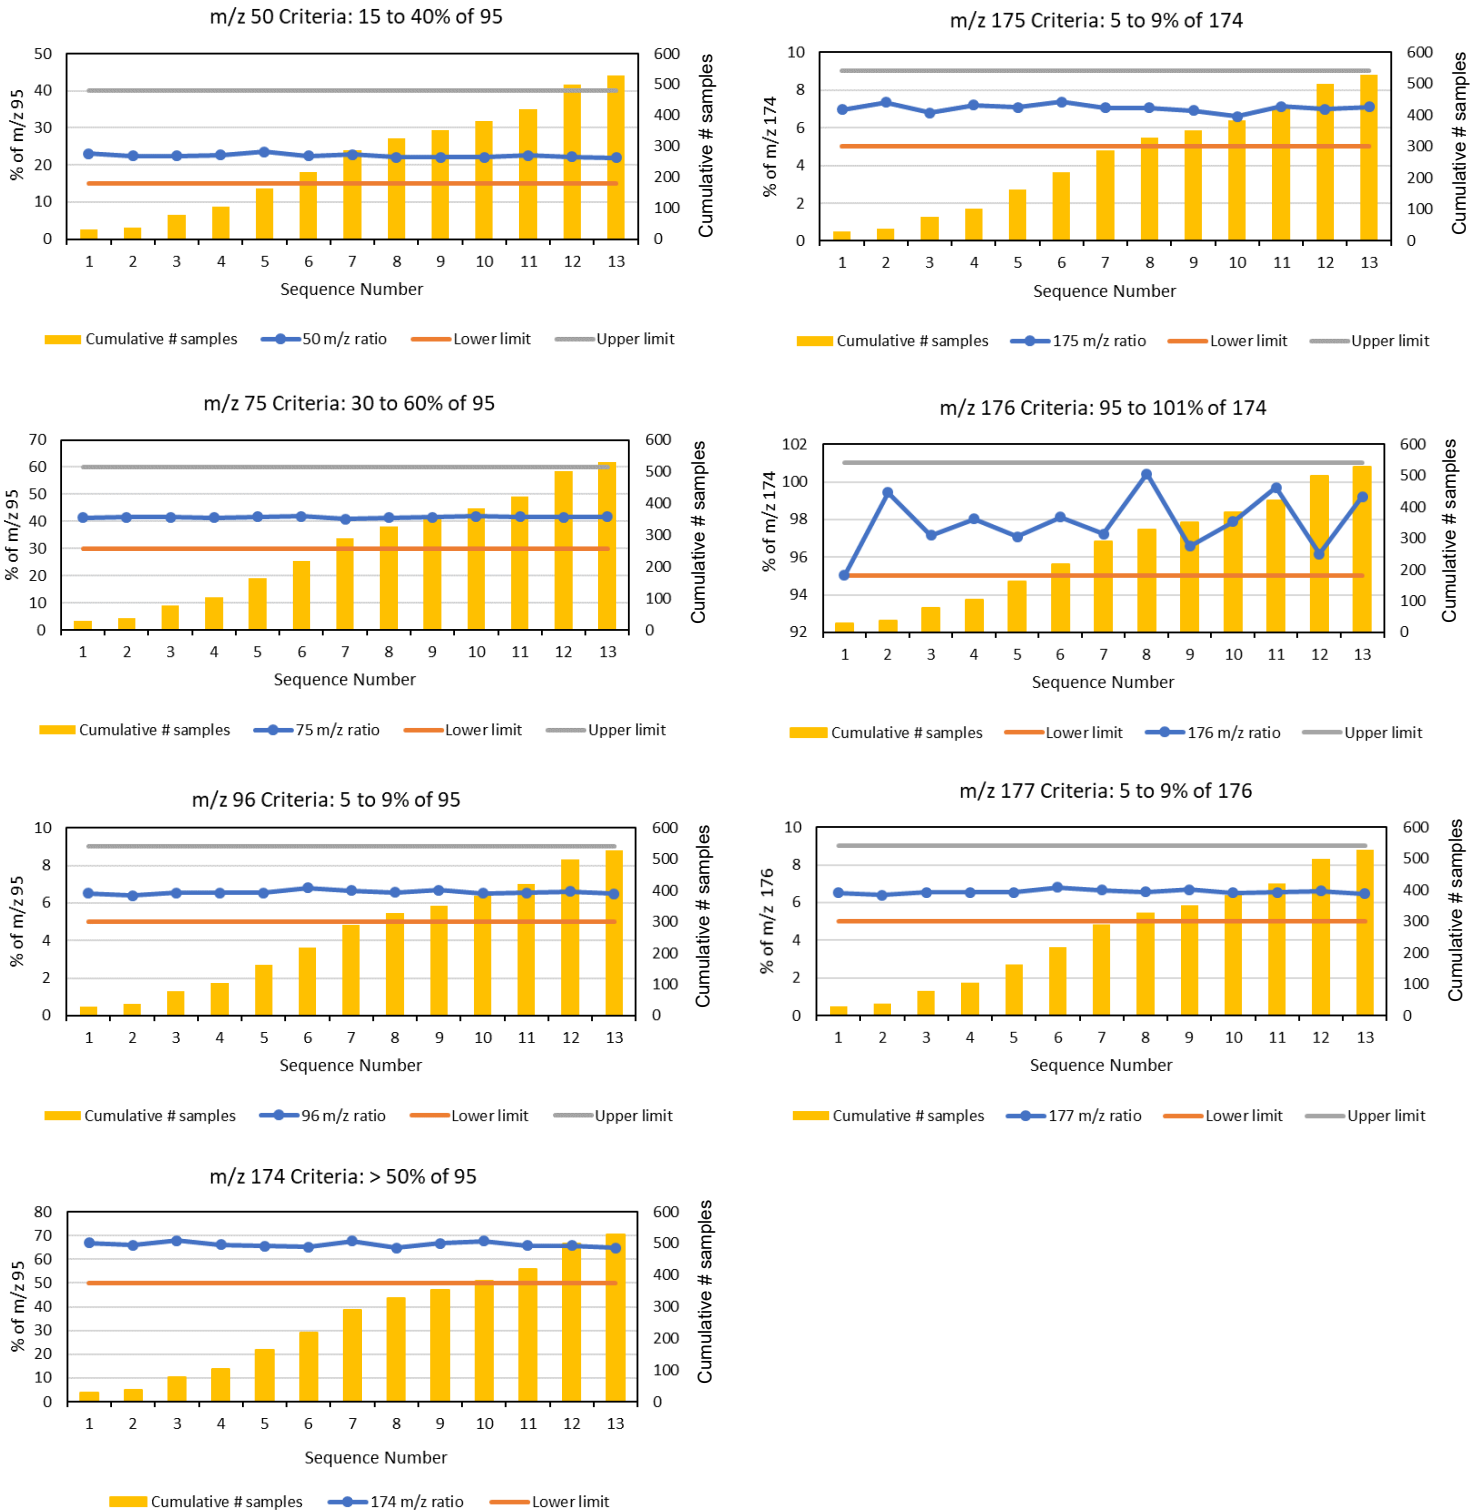 m/z 50 Criteria: 15 to 40% of 95
% of m/z 95
50
40
30
20
10
0
600
500
400
300
200
100
0
Cumulative # samples
1 2 3 4 5 6 7 8 9 10 11 12 13
Sequence Number
Cumulative # samples 50 m/z ratio Lower limit Upper limit
m/z 175 Criteria: 5 to 9% of 174
% of m/z 174
10
8
6
4
2
0
600
500
400
300
200
100
0
Cumulative # samples
1 2 3 4 5 6 7 8 9 10 11 12 13
Sequence Number
Cumulative # samples 175 m/z ratio Lower limit Upper limit
m/z 75 Criteria: 30 to 60% of 95
% of m/z 95
70
60
50
40
30
20
10
0
600
500
400
300
200
100
0
Cumulative # samples
1 2 3 4 5 6 7 8 9 10 11 12 13
Sequence Number
Cumulative # samples 75 m/z ratio Lower limit Upper limit
m/z 176 Criteria: 95 to 101% of 174
% of m/z 174
102
100
98
96
94
92
600
500
400
300
200
100
0
Cumulative # samples
1 2 3 4 5 6 7 8 9 10 11 12 13
Sequence Number
Cumulative # samples Lower limit 176 m/z ratio Upper limit
m/z 96 Criteria: 5 to 9% of 95
% of m/z 95
10
8
6
4
2
0
600
500
400
300
200
100
0
Cumulative # samples
1 2 3 4 5 6 7 8 9 10 11 12 13
Sequence Number
Cumulative # samples 96 m/z ratio Lower limit Upper limit
m/z 177 Criteria: 5 to 9% of 176
% of m/z 176
10
8
6
4
2
0
600
500
400
300
200
100
0
Cumulative # samples
1 2 3 4 5 6 7 8 9 10 11 12 13
Sequence Number
Cumulative # samples 177 m/z ratio Lower limit Upper limit
m/z 174 Criteria: > 50% of 95
% of m/z 95
80
70
60
50
40
30
20
10
0
600
500
400
300
200
100
0
Cumulative # samples
1 2 3 4 5 6 7 8 9 10 11 12 13
Sequence Number
Cumulative # samples 174 m/z ratio Lower limit